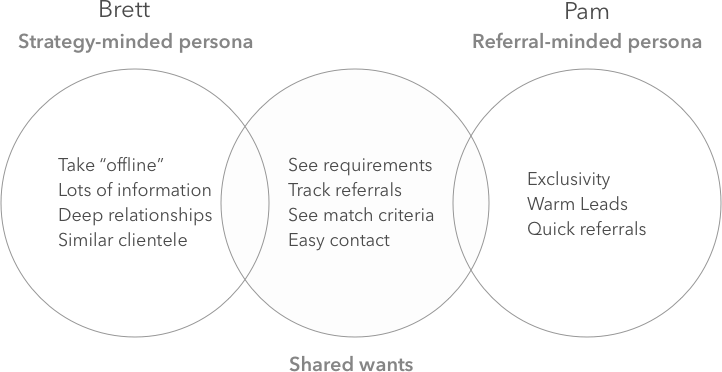 Brett
Strategy-minded persona
Pam
Referral-minded persona
Take “offline”
Lots of information
Deep relationships
Similar clientele
See requirements
Track referrals
See match criteria
Easy contact
Exclusivity
Warm Leads
Quick referrals
Shared wants